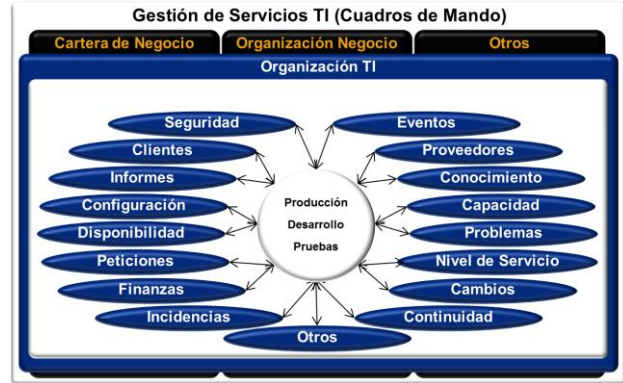 Gestión de Servicios TI (Cuadros de Mando)
Cartera de Negocio
Organización Negocio
Otros
Organización TI
Seguridad
Eventos
Clientes
Proveedores
Informes
Conocimiento
Configuración
Capacidad
Disponibilidad
Problemas
Peticiones
Nivel de Servicio
Finanzas
Cambios
Incidencias
Continuidad
Otros
Producción
Desarrollo
Pruebas